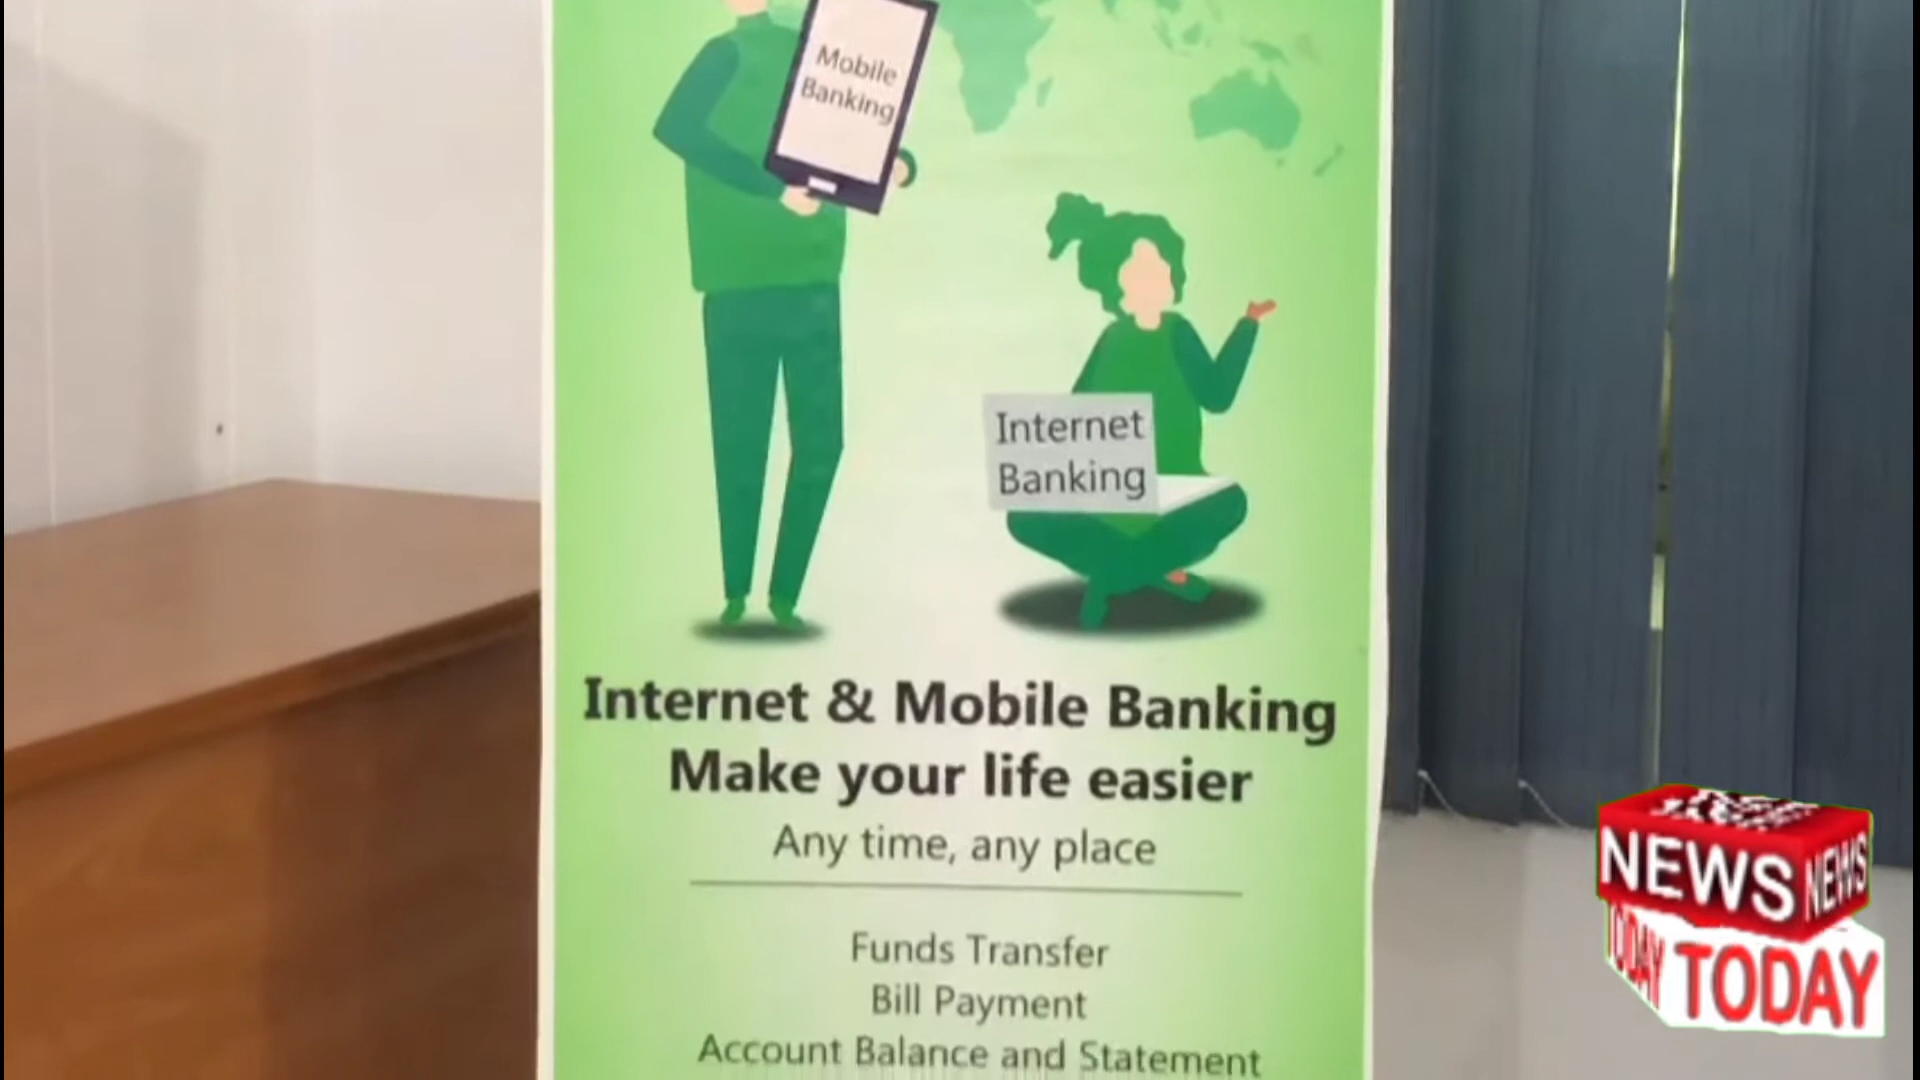 Mobile
Banking
Internet
Banking
Internet & Mobile Banking
Make your life easier
Any time, any place
Funds Transfer
Bill Payment
Account Balance and Statement
NEWS NEWS
TODAY TODAY